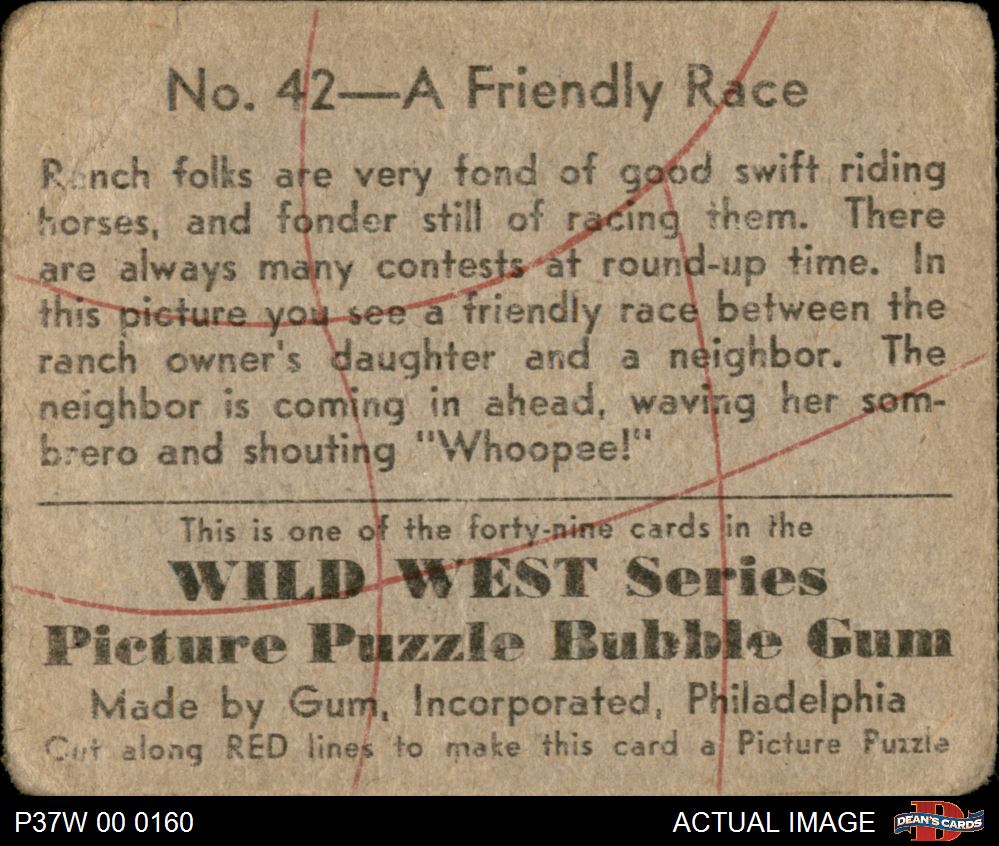 No. 42—A Friendly Race
Ranch folks are very fond of good swift riding
horses, and fonder still of racing them. There
are always many contests at round-up time. In
this picture you see a friendly race between the
ranch owner's daughter and a neighbor. The
neighbor is coming in ahead, waving her som-
brero and shouting "Whoopee!"
This is one of the forty-nine cards in the
WILD WEST Series
Picture Puzzle Bubble Gum
Made by Gum, Incorporated, Philadelphia
Cut along RED lines to make this card a Picture Puzzle
P37W 00 0160
ACTUAL IMAGE
D
DEAN'S CARDS